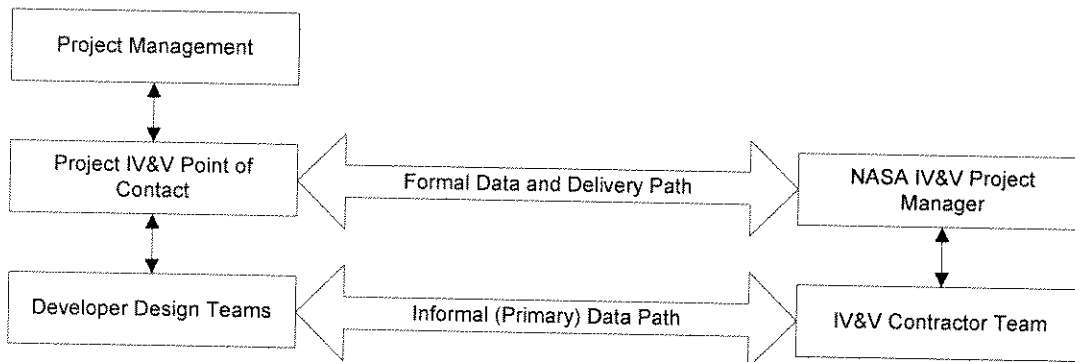 Project Management
Project IV&V Point of
Contact
Formal Data and Delivery Path
NASA IV&V Project
Manager
Developer Design Teams
Informal (Primary) Data Path
IV&V Contractor Team